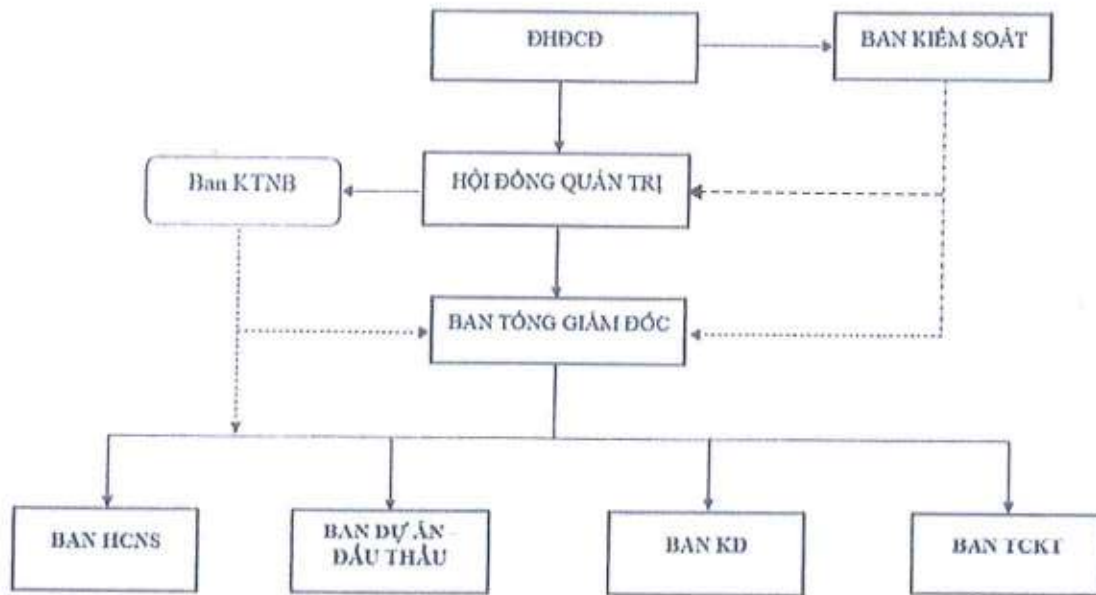 ĐHĐCĐ
BAN KIỂM SOÁT
Ban KTNB
HỘI ĐỒNG QUẢN TRỊ
BAN TỔNG GIÁM ĐỐC
BAN HCNS
BAN DỰ ÁN -
ĐẤU THẦU
BAN KD
BAN TCKT